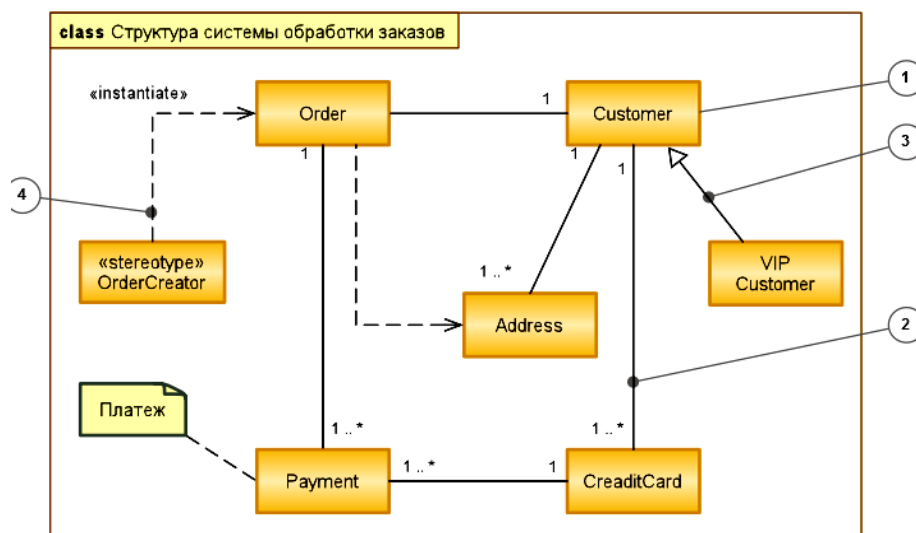 class Структура системы обработки заказов
1
«instantiate»
Order
1
Customer
3
1
1
1
4
«stereotype»
OrderCreator
VIP
Customer
1 .. *
Address
2
Платеж
1 .. *
1 .. *
Payment
1 .. *
1
CreaditCard